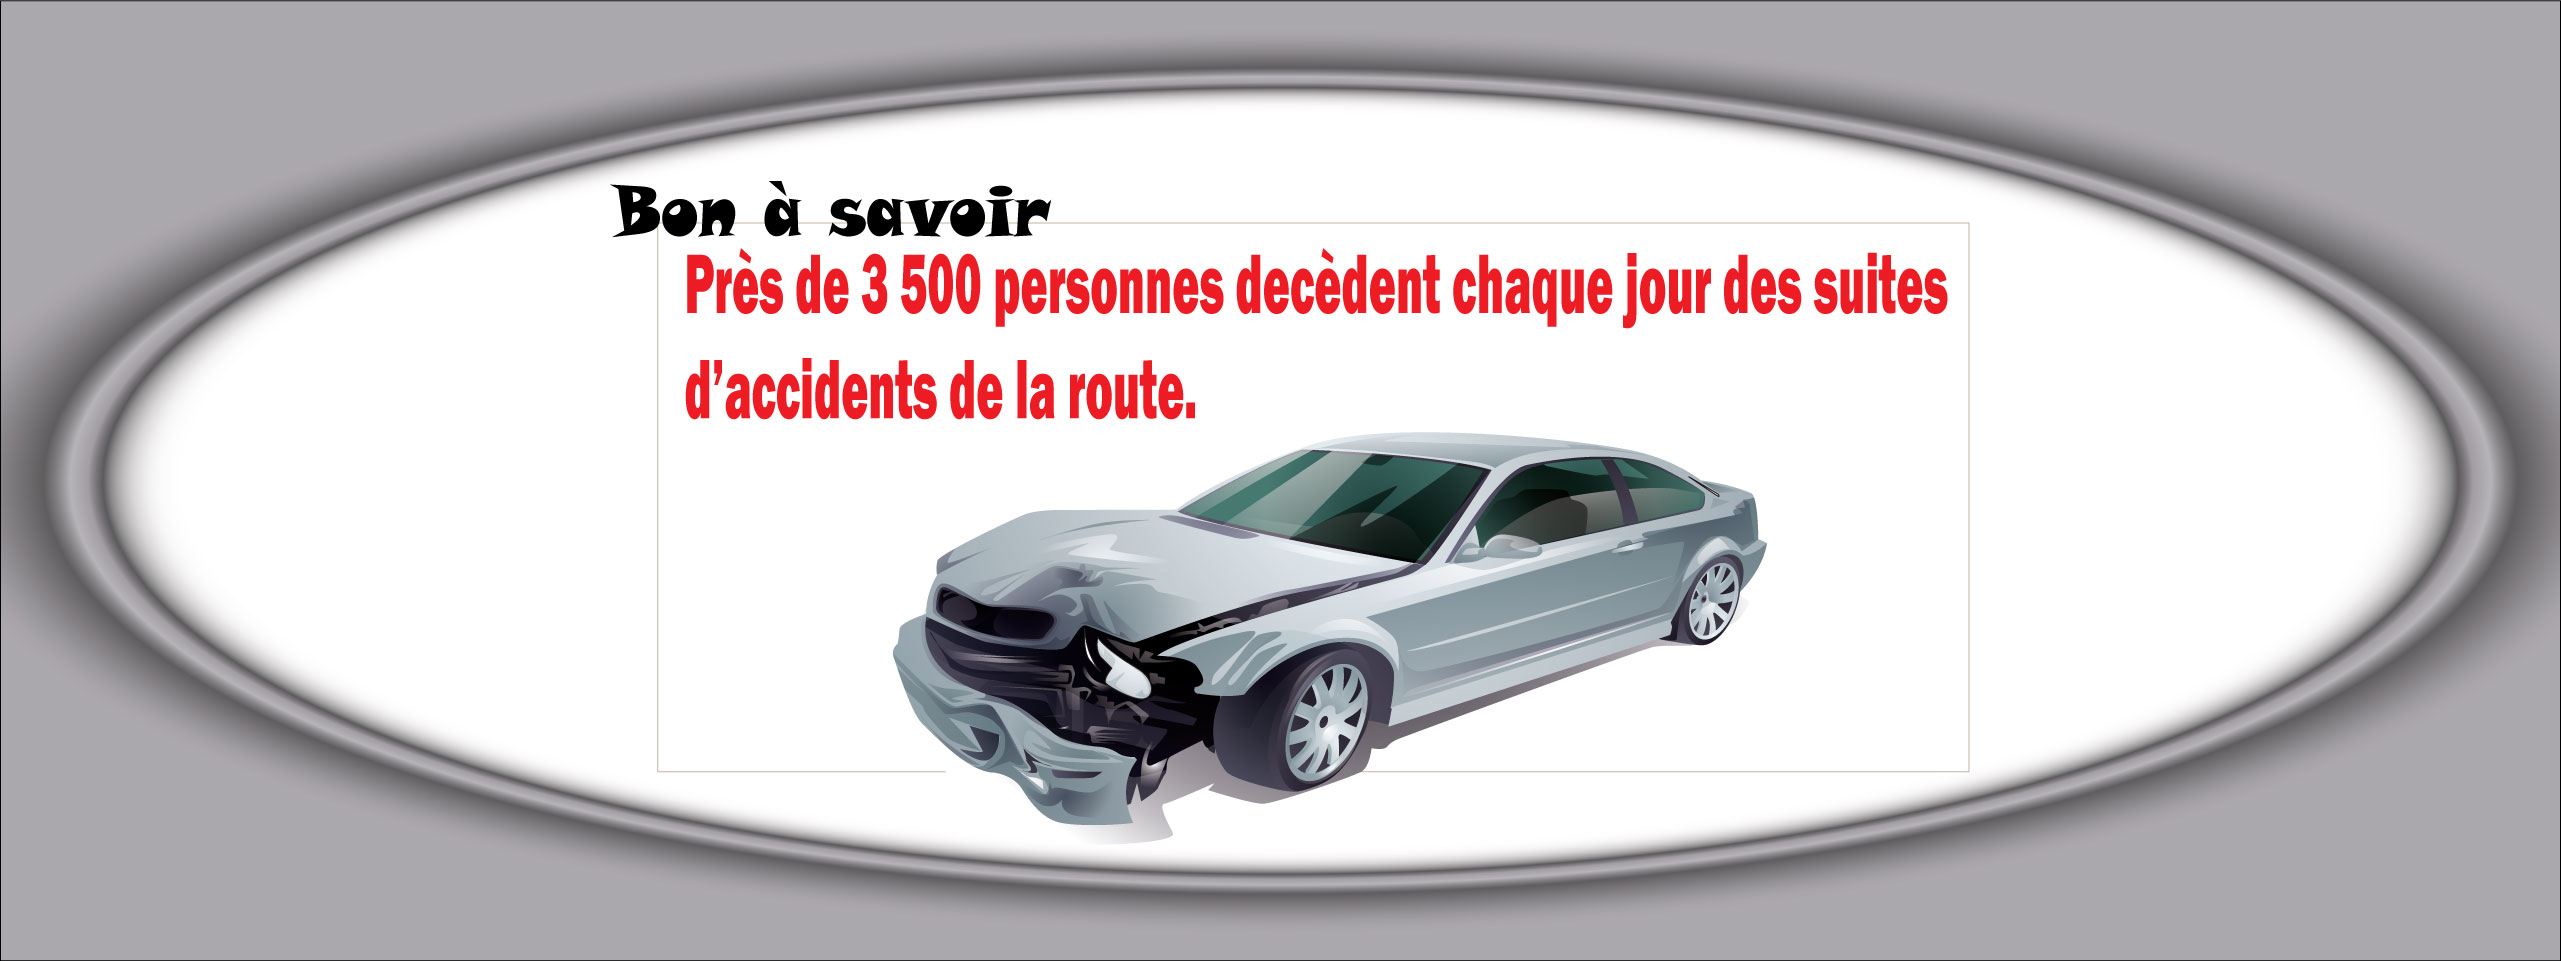 Bon à savoir
Près de 3 500 personnes decèdent chaque jour des suites
d’accidents de la route.